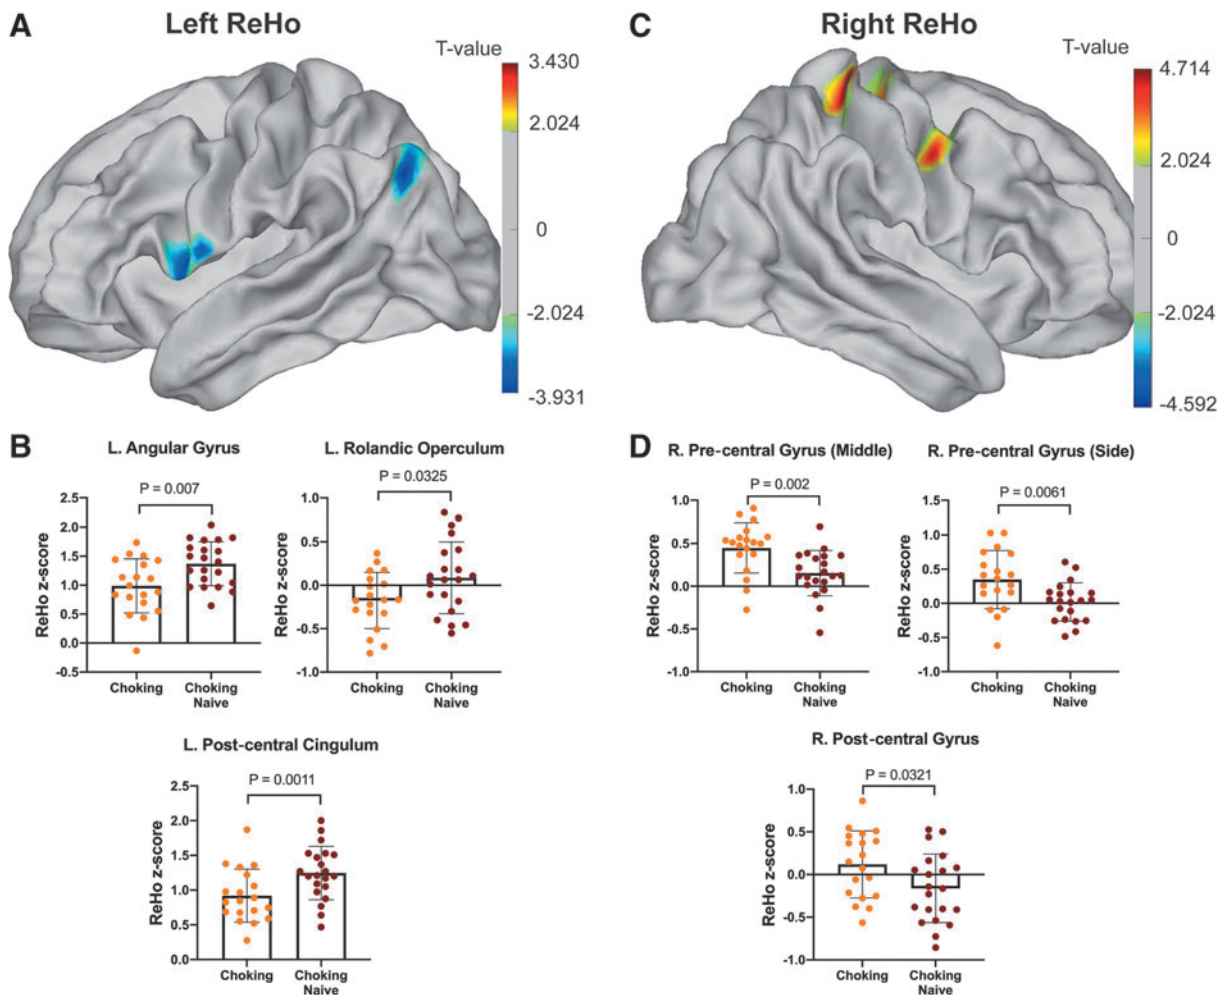 A
Left ReHo
T-value
3.430
2.024
0
-2.024
-3.931
C
Right ReHo
T-value
4.714
2.024
0
-2.024
-4.592
B
L. Angular Gyrus
P = 0.007
ReHo z-score
2.5
2.0
1.5
1.0
0.5
0.0
-0.5
Choking
Choking
Naive
L. Rolandic Operculum
P = 0.0325
ReHo z-score
1.0
0.5
0.0
-0.5
-1.0
Choking
Choking
Naive
L. Post-central Cingulum
P = 0.0011
ReHo z-score
2.5
2.0
1.5
1.0
0.5
0.0
Choking
Choking
Naive
D
R. Pre-central Gyrus (Middle)
P = 0.002
ReHo z-score
1.0
0.5
0.0
-0.5
-1.0
Choking
Choking
Naive
R. Pre-central Gyrus (Side)
P = 0.0061
ReHo z-score
1.5
1.0
0.5
0.0
-0.5
-1.0
Choking
Choking
Naive
R. Post-central Gyrus
P = 0.0321
ReHo z-score
1.0
0.5
0.0
-0.5
-1.0
Choking
Choking
Naive